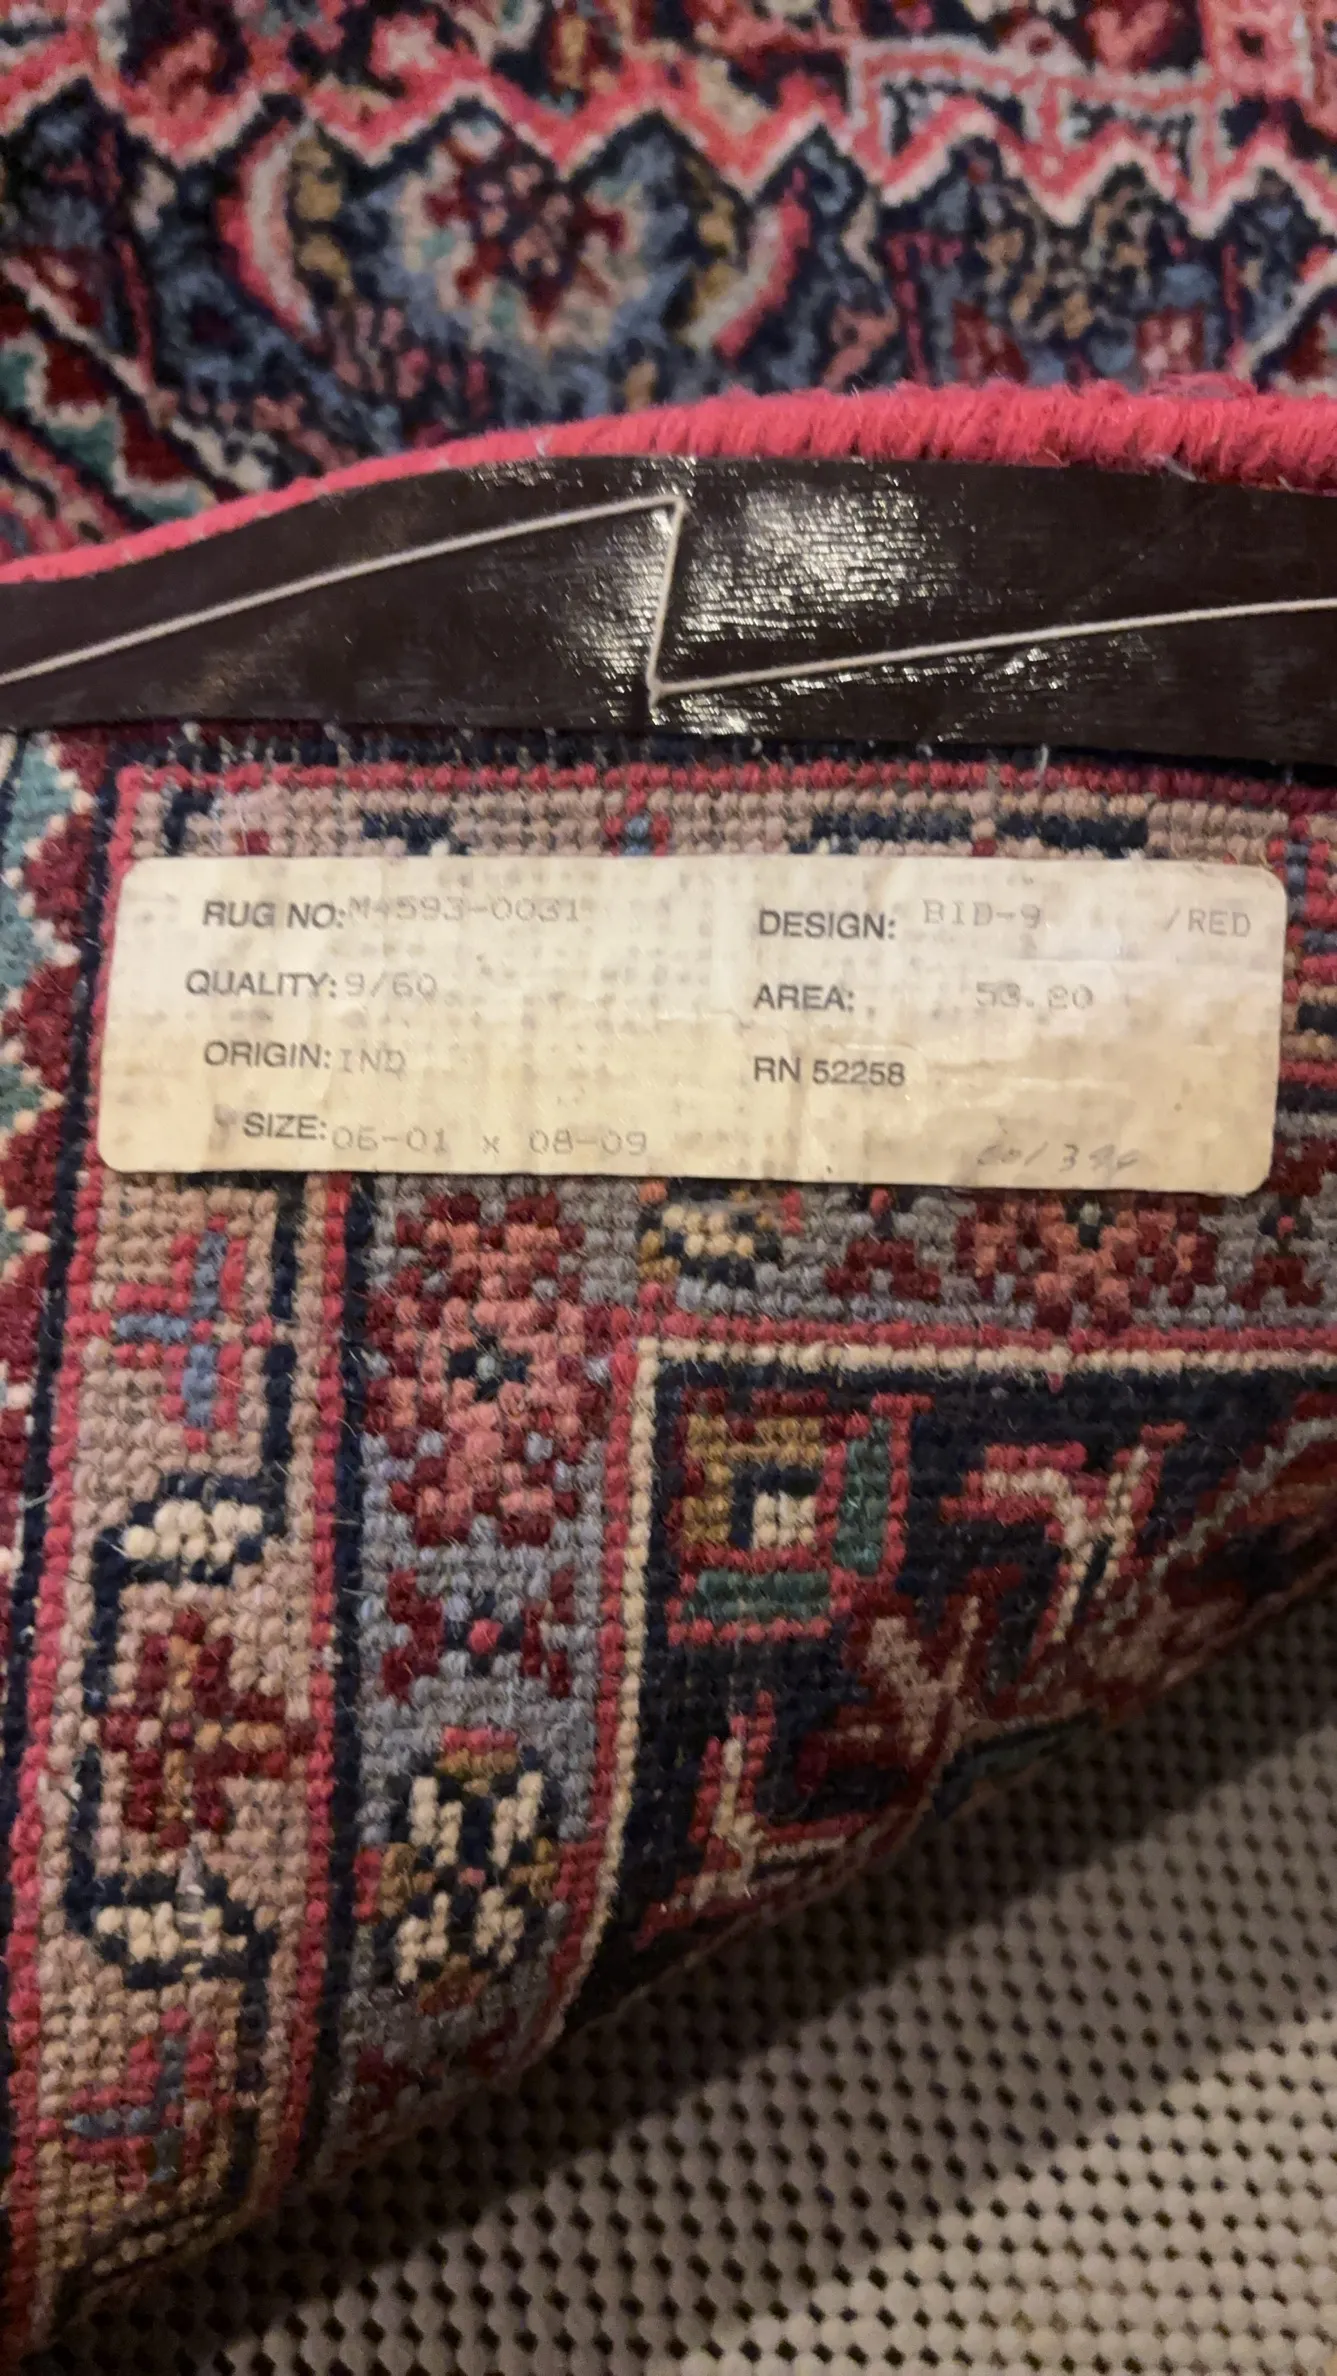 RUG NO: M4593-0031 DESIGN: BID-9 /RED
QUALITY: 9/60 AREA: 53.20
ORIGIN: IND RN 52258
SIZE: 06-01 x 08-09